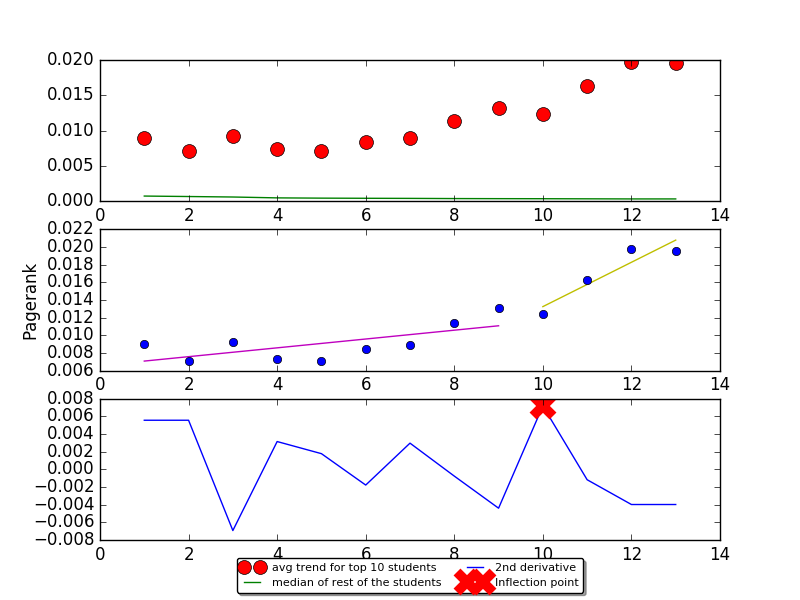 0.020
0.015
0.010
0.005
0.000
0 2 4 6 8 10 12 14
0.022
0.020
0.018
0.016
0.014
0.012
0.010
0.008
0.006
Pagerank
0 2 4 6 8 10 12 14
0.008
0.006
0.004
0.002
0.000
−0.002
−0.004
−0.006
−0.008
0 2 4 6 8 10 12 14
avg trend for top 10 students
median of rest of the students
2nd derivative
Inflection point